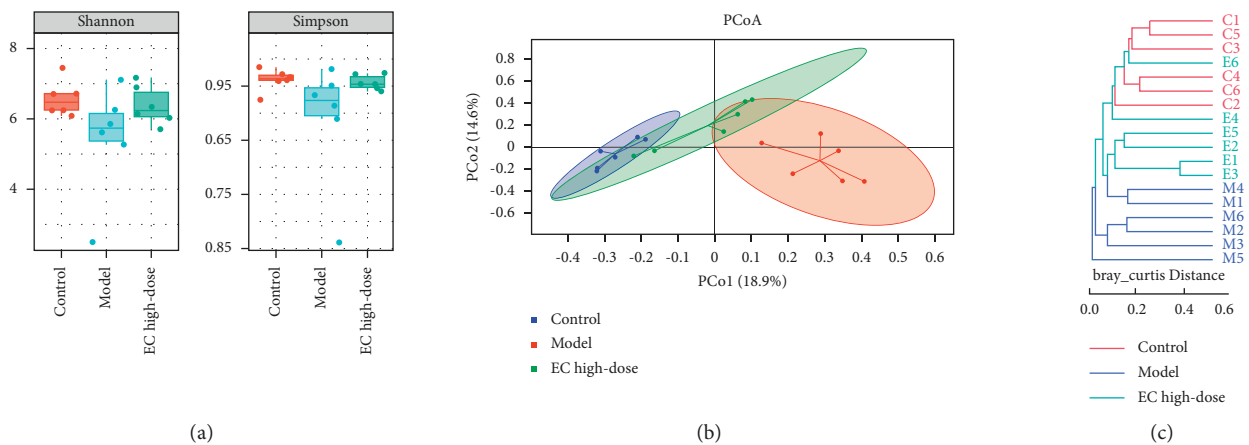 Shannon
8
6
4
Control
Model
EC high-dose
Simpson
0.95
0.65
0.75
0.85
Control
Model
EC high-dose
(a)
PCoA
PCo2 (14.6%)
0.8
0.6
0.4
0.2
0
-0.2
-0.4
-0.6
-0.4 -0.3 -0.2 -0.1 0 0.1 0.2 0.3 0.4 0.5 0.6
PCo1 (18.9%)
Control
Model
EC high-dose
(b)
C1
C5
C3
E6
C4
C6
C2
E4
E5
E2
E1
E3
M4
M1
M6
M2
M3
M5
bray_curtis Distance
0.0 0.2 0.4 0.6
Control
Model
EC high-dose
(c)